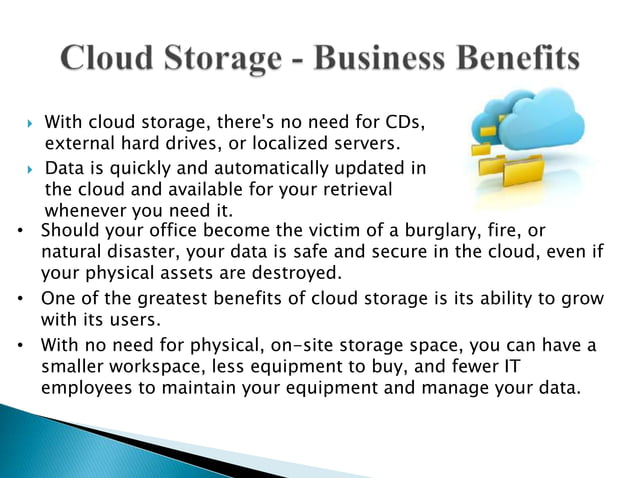 Cloud Storage - Business Benefits
With cloud storage, there's no need for CDs,
external hard drives, or localized servers.
Data is quickly and automatically updated in
the cloud and available for your retrieval
whenever you need it.
• Should your office become the victim of a burglary, fire, or
natural disaster, your data is safe and secure in the cloud, even if
your physical assets are destroyed.
• One of the greatest benefits of cloud storage is its ability to grow
with its users.
• With no need for physical, on-site storage space, you can have a
smaller workspace, less equipment to buy, and fewer IT
employees to maintain your equipment and manage your data.